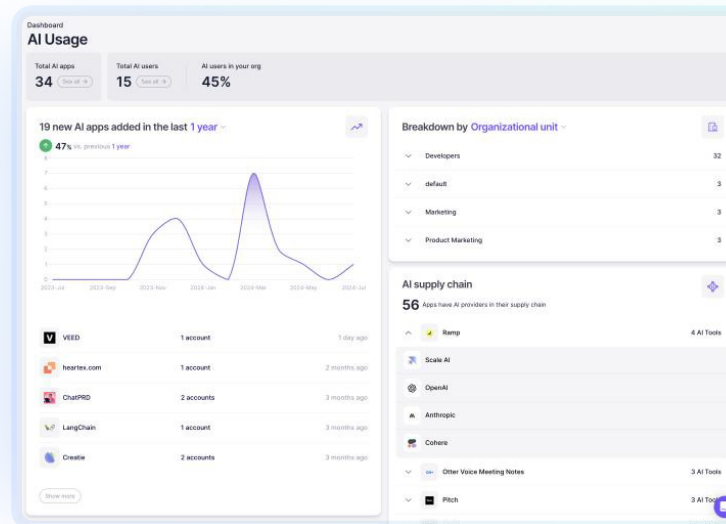 Dashboard
AI Usage
Total AI apps
34 See all →
Total AI users
15 See all →
AI users in your org
45%
19 new AI apps added in the last 1 year
47% vs. previous 1 year
8
7
6
5
4
3
2
1
0
2023-Jul 2023-Sep 2023-Nov 2024-Jan 2024-Mar 2024-May 2024-Jul
VEED 1 account 1 day ago
heartex.com 1 account 2 months ago
ChatPRD 2 accounts 3 months ago
LangChain 1 account 3 months ago
Creatie 2 accounts 3 months ago
Show more
Breakdown by Organizational unit
Developers 32
default 3
Marketing 3
Product Marketing 3
AI supply chain
56 Apps have AI providers in their supply chain
Ramp 4 AI Tools
Scale AI
OpenAI
Anthropic
Cohere
Otter Voice Meeting Notes 3 AI Tools
Pitch 3 AI